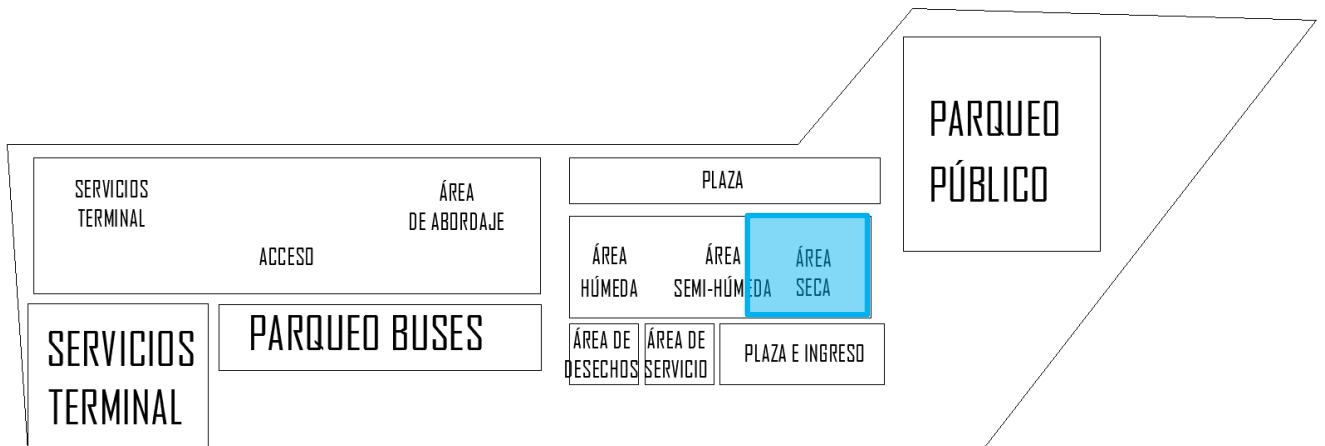 SERVICIOS
TERMINAL
ÁREA
DE ABORDAJE
ACCESO
SERVICIOS
TERMINAL
PARQUEO BUSES
PLAZA
ÁREA
HÚMEDA
ÁREA
SEMI-HÚMEDA
ÁREA
SECA
ÁREA DE
DESECHOS
ÁREA DE
SERVICIO
PLAZA E INGRESO
PARQUEO
PÚBLICO